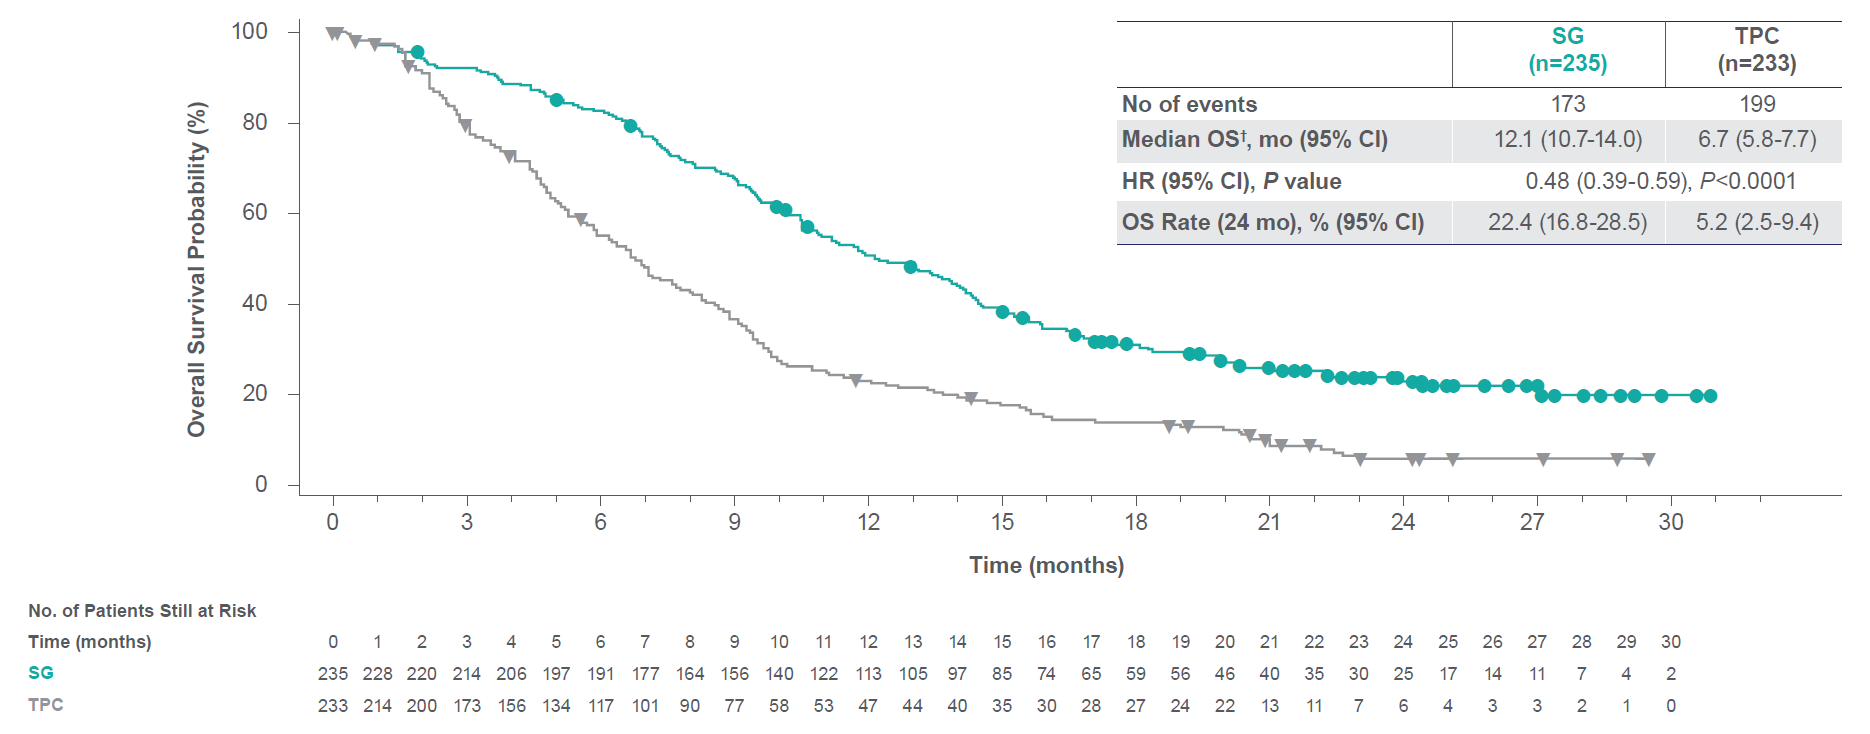 100
80
60
40
20
0
Overall Survival Probability (%)
SG
(n=235)
TPC
(n=233)
No of events 173 199
Median OS†, mo (95% CI) 12.1 (10.7-14.0) 6.7 (5.8-7.7)
HR (95% CI), P value 0.48 (0.39-0.59), P<0.0001
OS Rate (24 mo), % (95% CI) 22.4 (16.8-28.5) 5.2 (2.5-9.4)
0 3 6 9 12 15 18 21 24 27 30
Time (months)
No. of Patients Still at Risk
Time (months) 0 1 2 3 4 5 6 7 8 9 10 11 12 13 14 15 16 17 18 19 20 21 22 23 24 25 26 27 28 29 30
SG 235 228 220 214 206 197 191 177 164 156 140 122 113 105 97 85 74 65 59 56 46 40 35 30 25 17 14 11 7 4 2
TPC 233 214 200 173 156 134 117 101 90 77 58 53 47 44 40 35 30 28 27 24 22 13 11 7 6 4 3 3 2 1 0